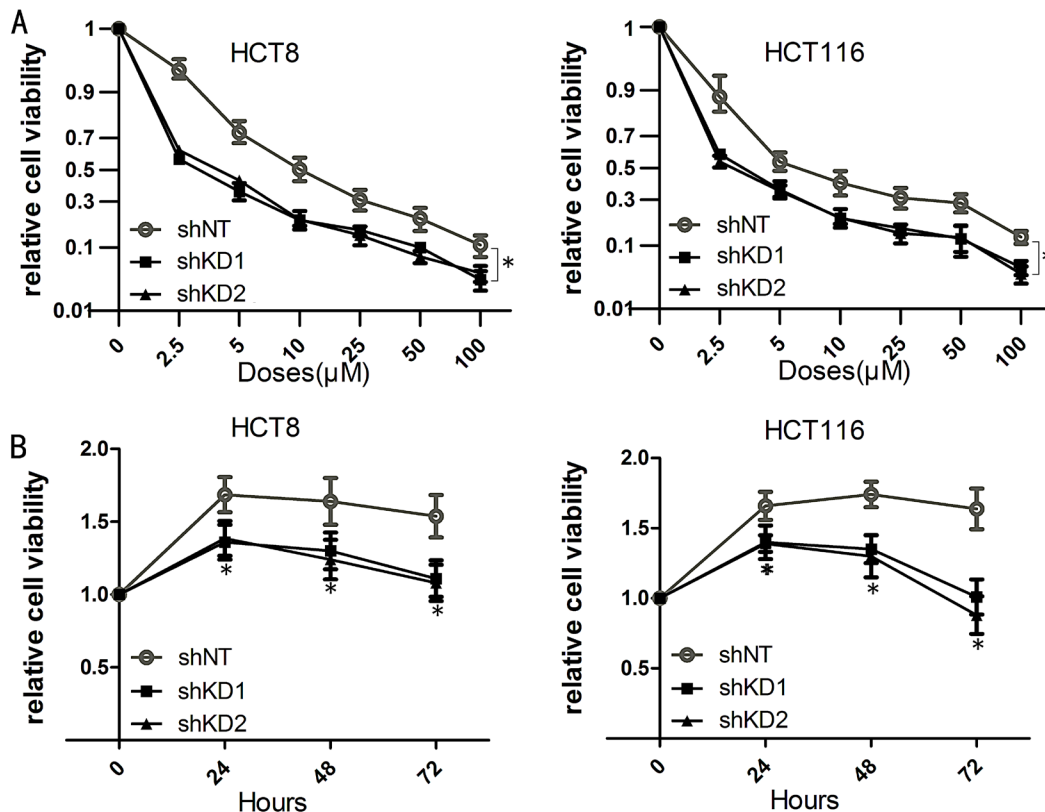 A
HCT8
relative cell viability
1
0.9
0.7
0.5
0.3
0.1
0.01
shNT
shKD1
shKD2
*
0 2.5 5 10 25 50 100
Doses(µM)
HCT116
relative cell viability
1
0.9
0.7
0.5
0.3
0.1
0.01
shNT
shKD1
shKD2
*
0 2.5 5 10 25 50 100
Doses(µM)
B
HCT8
relative cell viability
2.0
1.5
1.0
0.5
* * *
shNT
shKD1
shKD2
0 24 48 72
Hours
HCT116
relative cell viability
2.0
1.5
1.0
0.5
* * *
shNT
shKD1
shKD2
0 24 48 72
Hours